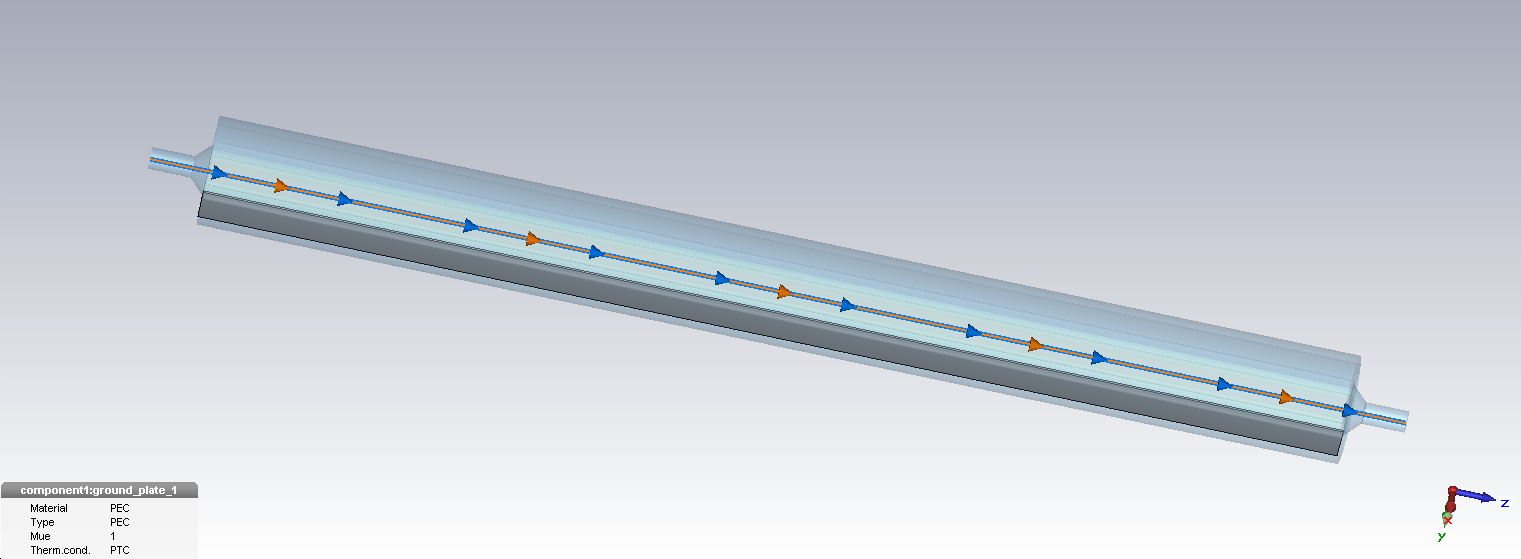 component1:ground_plate_1
Material PEC
Type PEC
Mue 1
Therm.cond. PTC
z
x
y